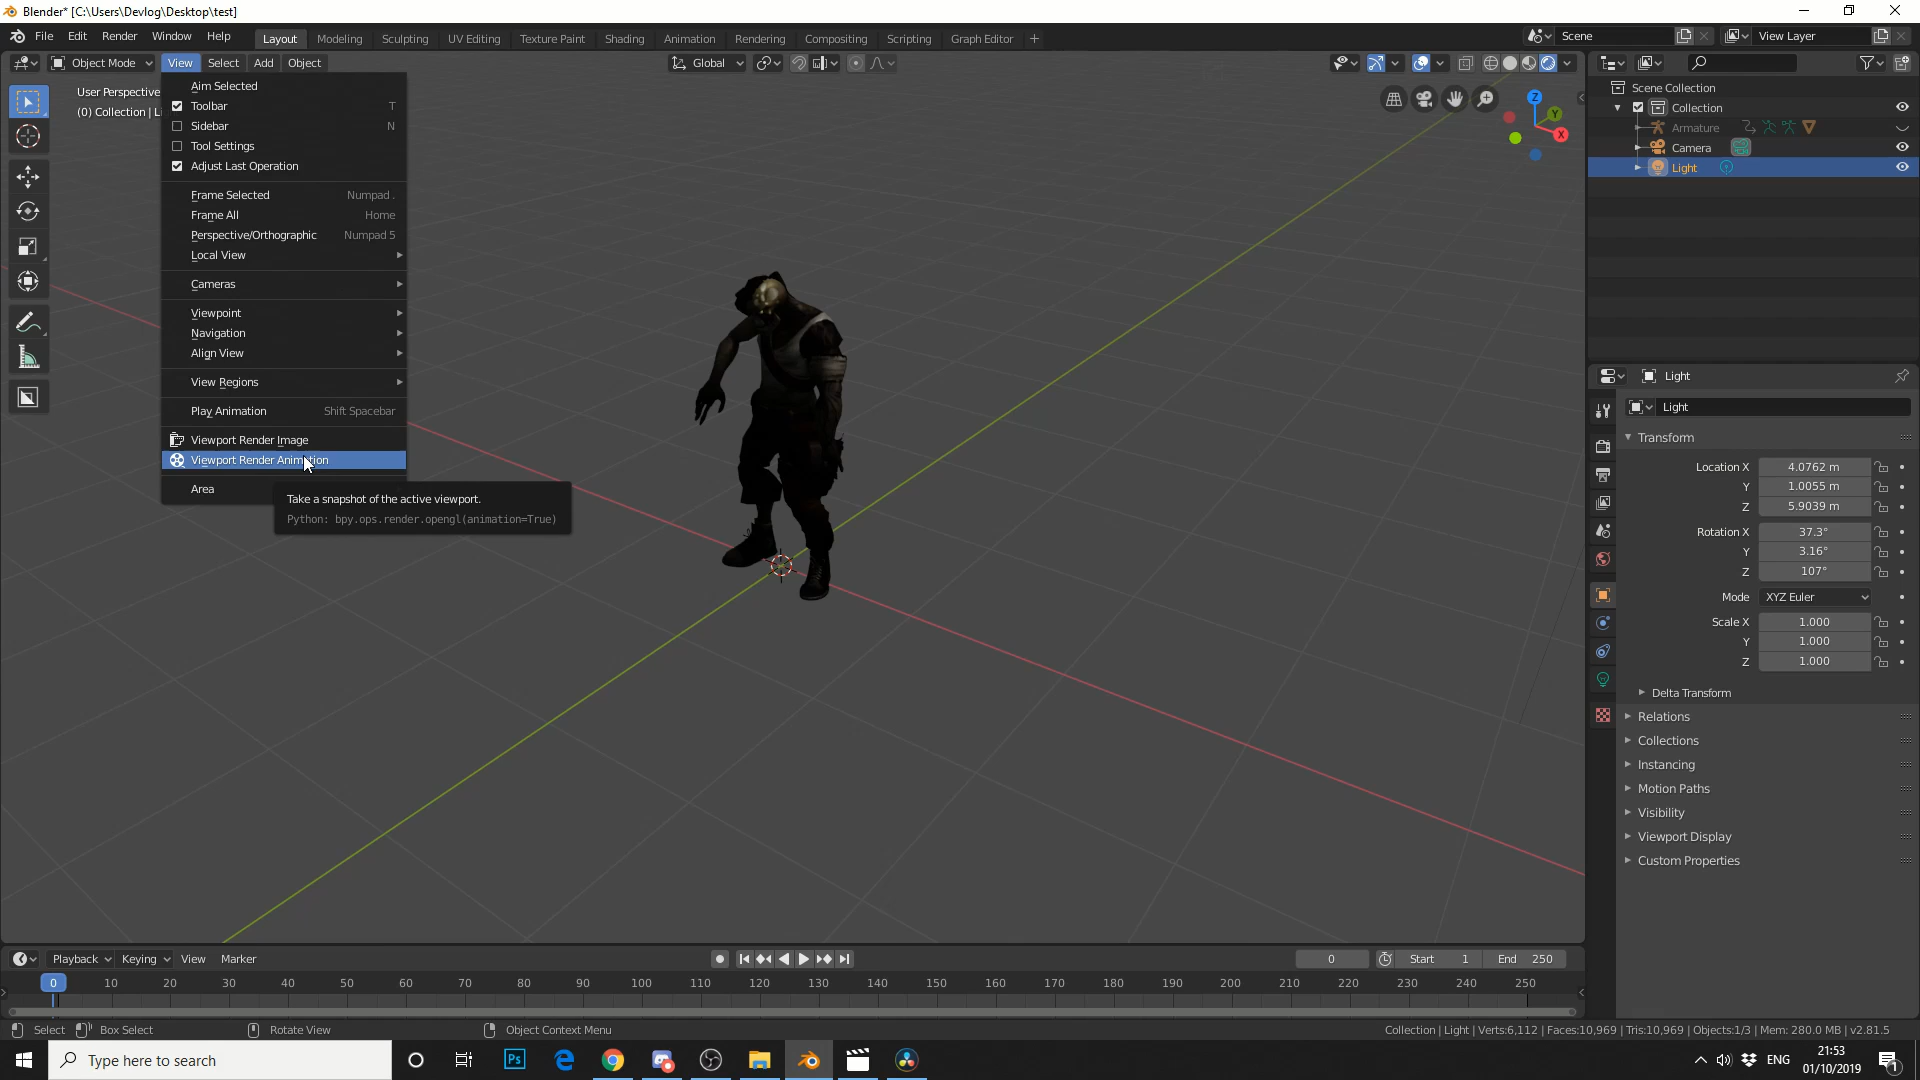 Blender* [C:\Users\Devlog\Desktop\test]
File Edit Render Window Help
Layout Modeling Sculpting UV Editing Texture Paint Shading Animation Rendering Compositing Scripting Graph Editor +
Scene
View Layer
Object Mode View Select Add Object
Global
User Perspective
(0) Collection |
Aim Selected
Toolbar T
Sidebar N
Tool Settings
Adjust Last Operation
Frame Selected Numpad .
Frame All Home
Perspective/Orthographic Numpad 5
Local View
Cameras
Viewpoint
Navigation
Align View
View Regions
Play Animation Shift Spacebar
Viewport Render Image
Viewport Render Animation
Area
Take a snapshot of the active viewport.
Python: bpy.ops.render.opengl(animation=True)
Z
Y
X
Scene Collection
Collection
Armature
Camera
Light
Light
Light
Transform
Location X 4.0762 m
Y 1.0055 m
Z 5.9039 m
Rotation X 37.3°
Y 3.16°
Z 107°
Mode XYZ Euler
Scale X 1.000
Y 1.000
Z 1.000
Delta Transform
Relations
Collections
Instancing
Motion Paths
Visibility
Viewport Display
Custom Properties
Playback Keying View Marker
0 Start 1 End 250
0 10 20 30 40 50 60 70 80 90 100 110 120 130 140 150 160 170 180 190 200 210 220 230 240 250
Select Box Select Rotate View Object Context Menu
Collection | Light | Verts:6,112 | Faces:10,969 | Tris:10,969 | Objects:1/3 | Mem: 280.0 MB | v2.81.5
Type here to search
Ps
ENG
21:53
01/10/2019
1